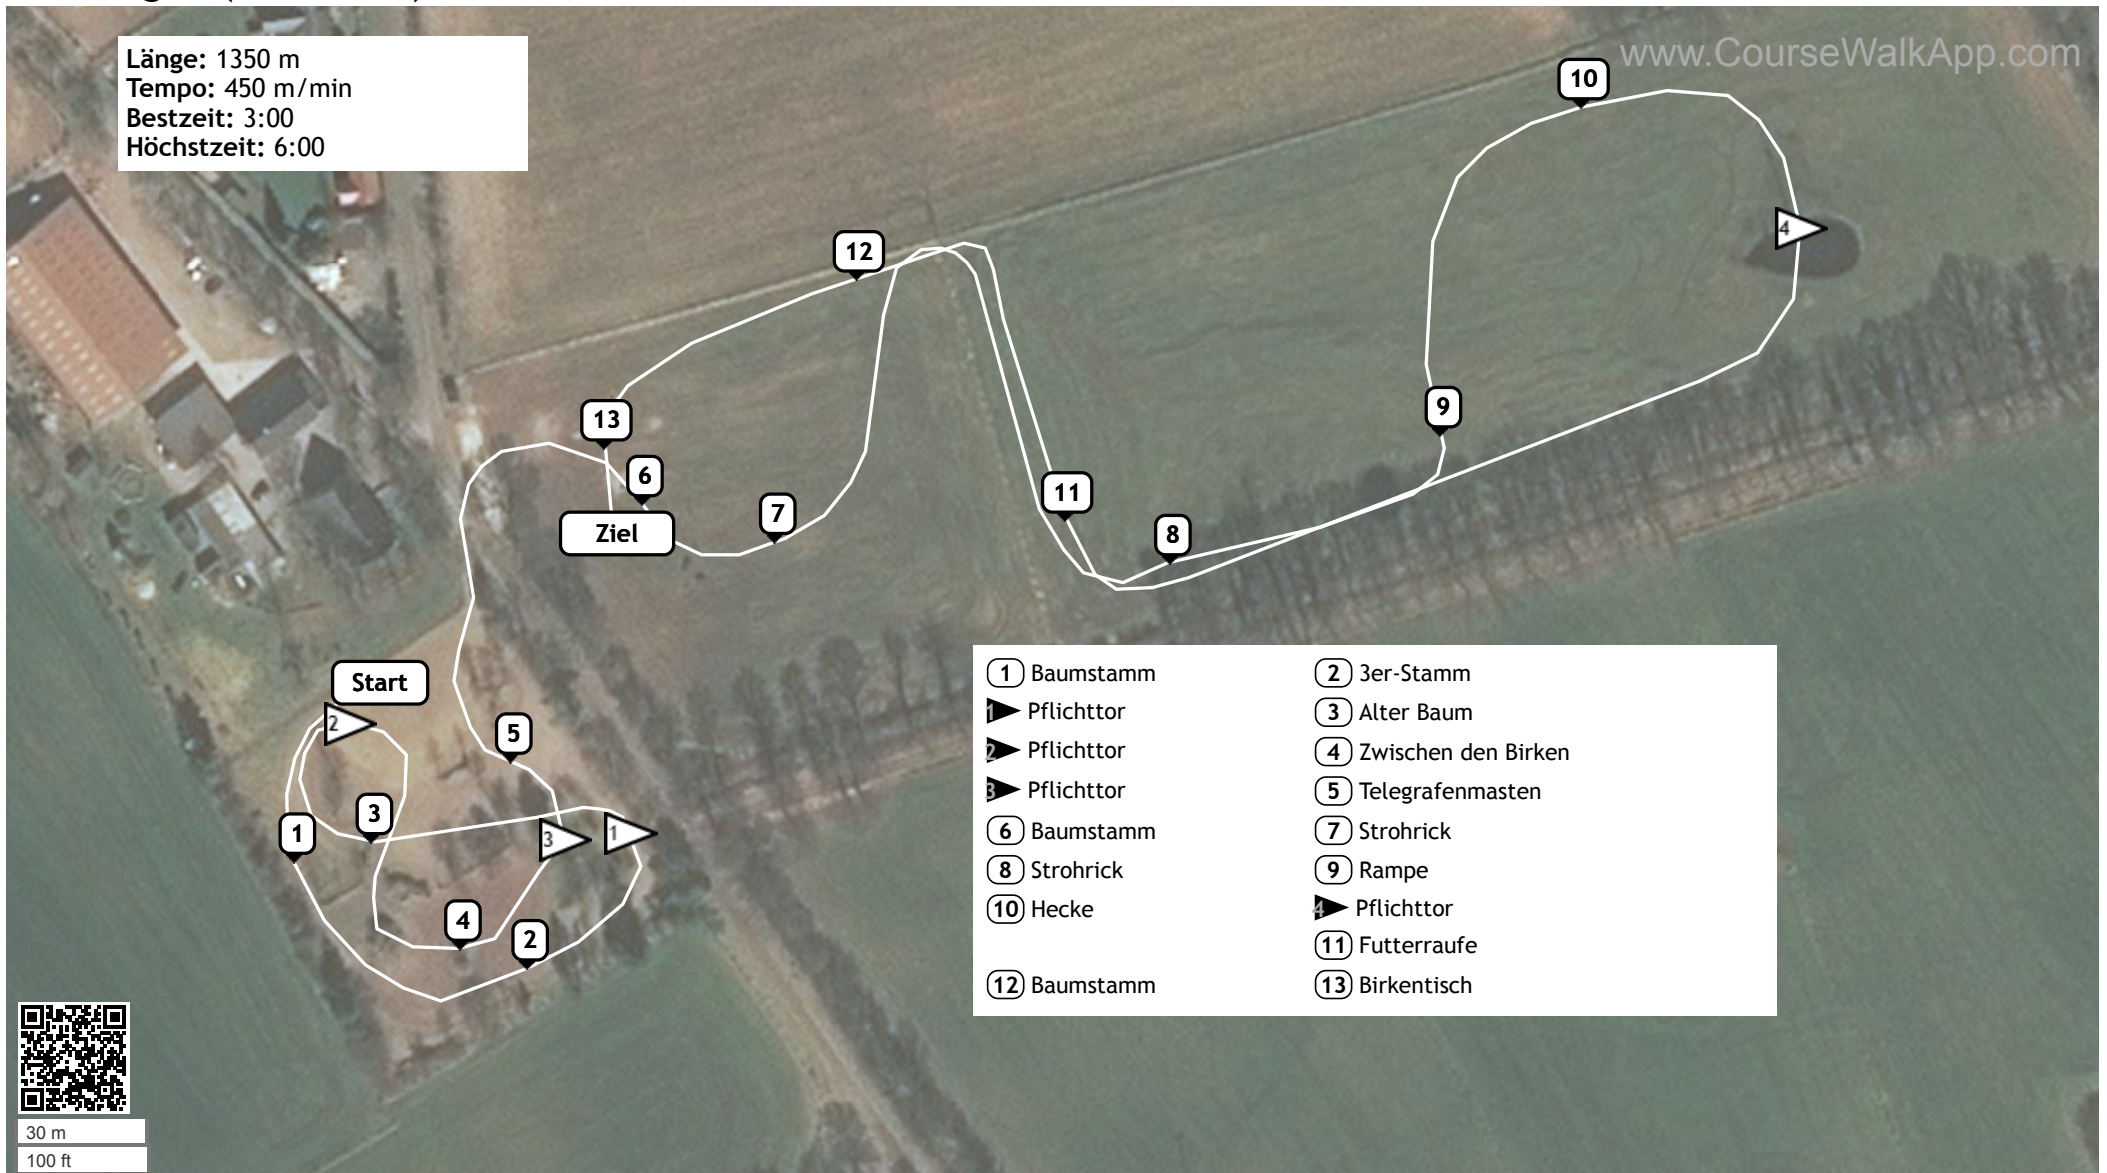 Länge: 1350 m
Tempo: 450 m/min
Bestzeit: 3:00
Höchstzeit: 6:00
www.CourseWalkApp.com
10
4
12
13
6
9
7
Ziel
11
8
Start
2
5
3
1
3
1
4
2
1 Baumstamm
2 3er-Stamm
1 Pflichttor
3 Alter Baum
2 Pflichttor
4 Zwischen den Birken
3 Pflichttor
5 Telegrafenmasten
6 Baumstamm
7 Strohrick
8 Strohrick
9 Rampe
10 Hecke
4 Pflichttor
11 Futterraufe
12 Baumstamm
13 Birkentisch
30 m
100 ft